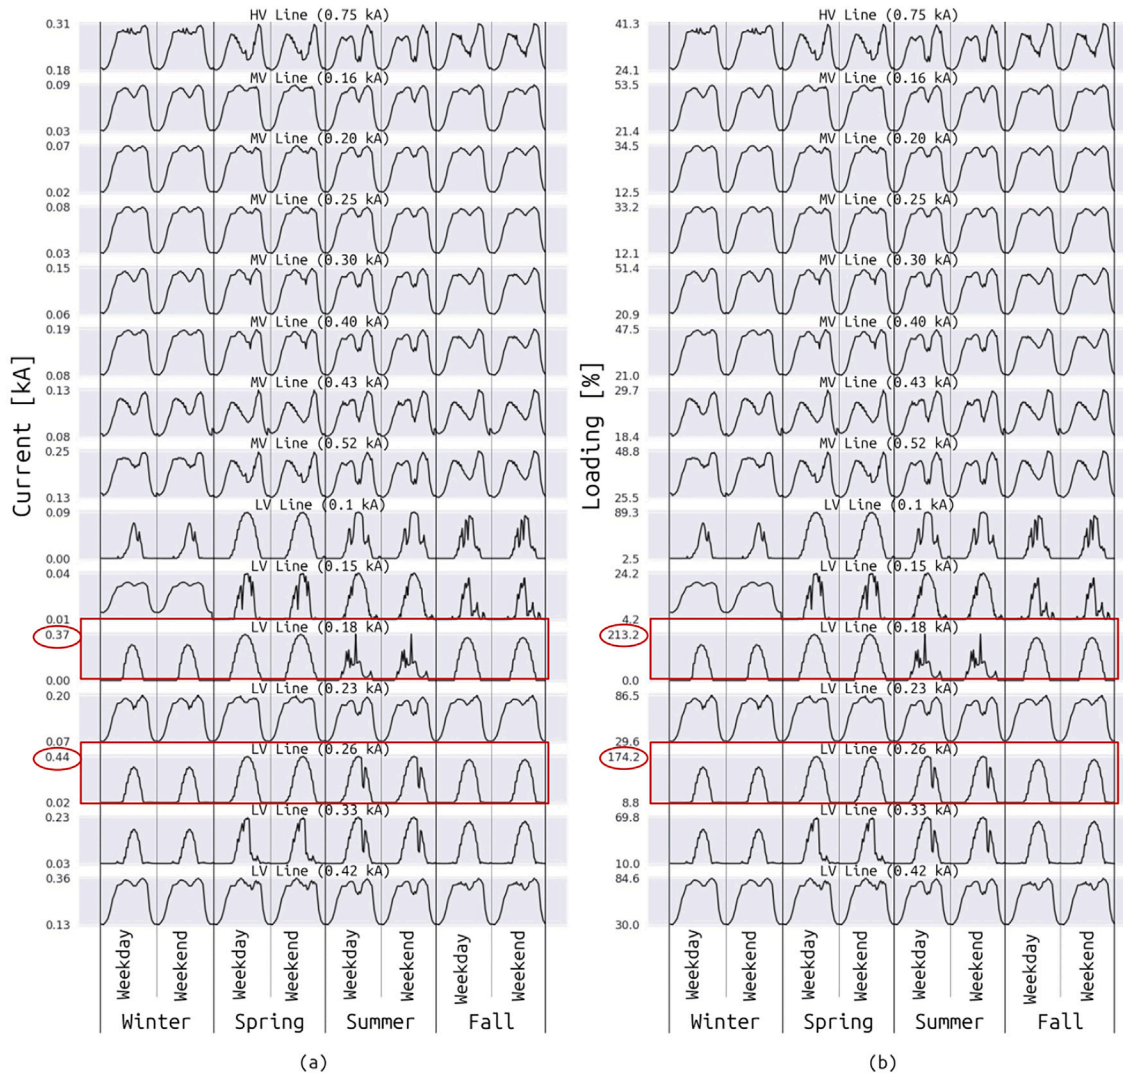 HV Line (0.75 kA)
0.31
0.18
MV Line (0.16 kA)
0.09
0.03
MV Line (0.20 kA)
0.07
0.02
MV Line (0.25 kA)
0.08
0.03
MV Line (0.30 kA)
0.15
0.06
MV Line (0.40 kA)
0.19
0.08
MV Line (0.43 kA)
0.13
0.08
MV Line (0.52 kA)
0.25
0.13
LV Line (0.1 kA)
0.09
0.00
LV Line (0.15 kA)
0.04
0.01
LV Line (0.18 kA)
0.37
0.00
LV Line (0.23 kA)
0.20
0.07
LV Line (0.26 kA)
0.44
0.02
LV Line (0.33 kA)
0.23
0.03
LV Line (0.42 kA)
0.36
0.13
Current [kA]
Weekday
Weekend
Weekday
Weekend
Weekday
Weekend
Weekday
Weekend
Winter
Spring
Summer
Fall
(a)
HV Line (0.75 kA)
41.3
24.1
MV Line (0.16 kA)
53.5
21.4
MV Line (0.20 kA)
34.5
12.5
MV Line (0.25 kA)
33.2
12.1
MV Line (0.30 kA)
51.4
20.9
MV Line (0.40 kA)
47.5
21.0
MV Line (0.43 kA)
29.7
18.4
MV Line (0.52 kA)
48.8
25.5
LV Line (0.1 kA)
89.3
2.5
LV Line (0.15 kA)
24.2
4.2
LV Line (0.18 kA)
213.2
0.0
LV Line (0.23 kA)
86.5
29.6
LV Line (0.26 kA)
174.2
8.8
LV Line (0.33 kA)
69.8
10.0
LV Line (0.42 kA)
84.6
30.0
Loading [%]
Weekday
Weekend
Weekday
Weekend
Weekday
Weekend
Weekday
Weekend
Winter
Spring
Summer
Fall
(b)